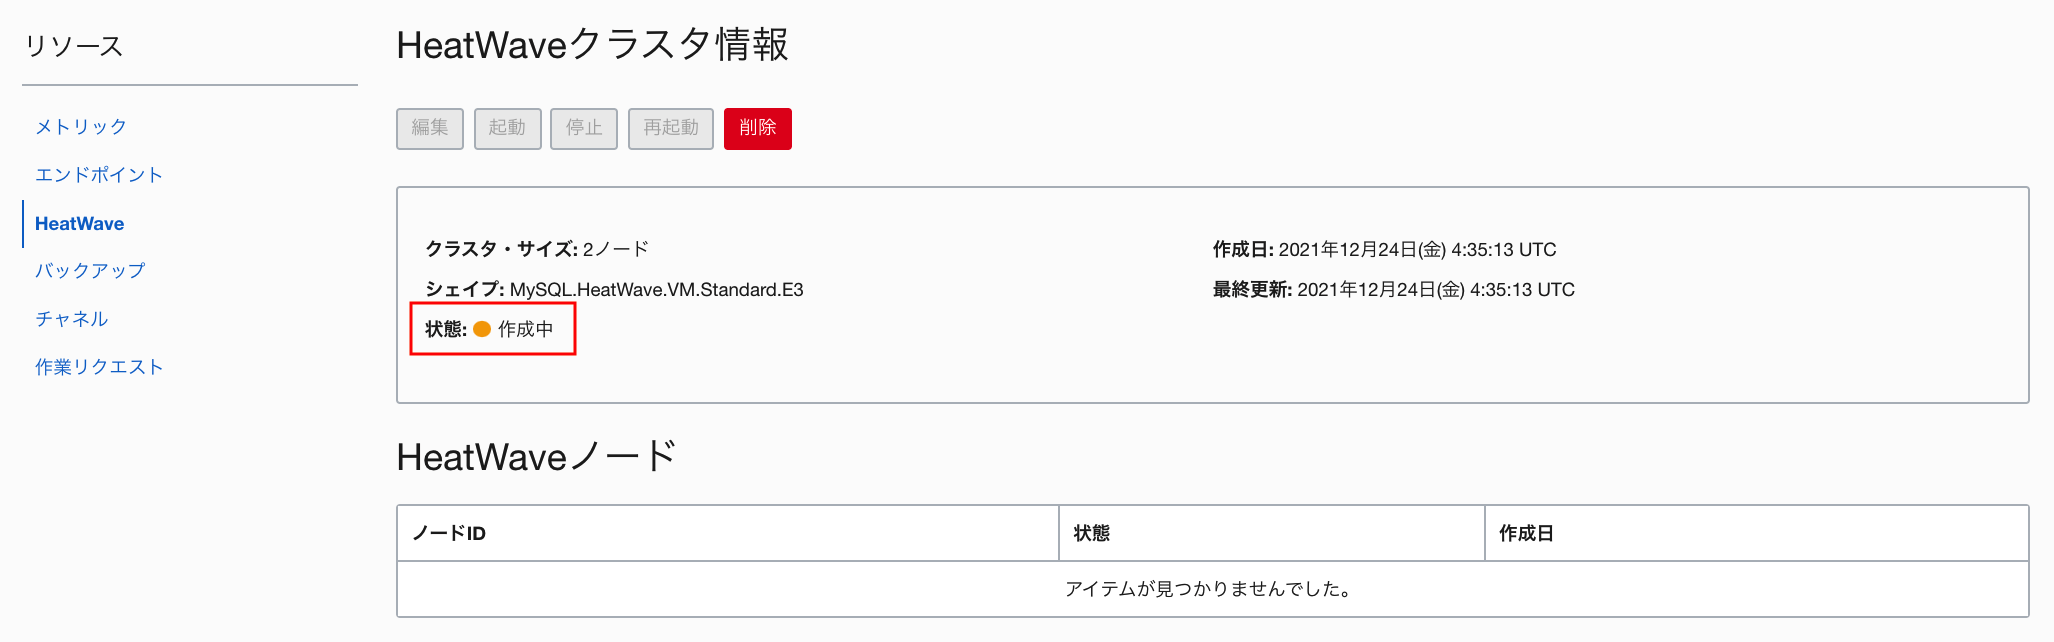 リソース
メトリック
エンドポイント
HeatWave
バックアップ
チャネル
作業リクエスト
HeatWaveクラスタ情報
編集 起動 停止 再起動 削除
クラスタ・サイズ: 2ノード
シェイプ: MySQL.HeatWave.VM.Standard.E3
状態: 作成中
作成日: 2021年12月24日(金) 4:35:13 UTC
最終更新: 2021年12月24日(金) 4:35:13 UTC
HeatWaveノード
ノードID 状態 作成日
アイテムが見つかりませんでした。